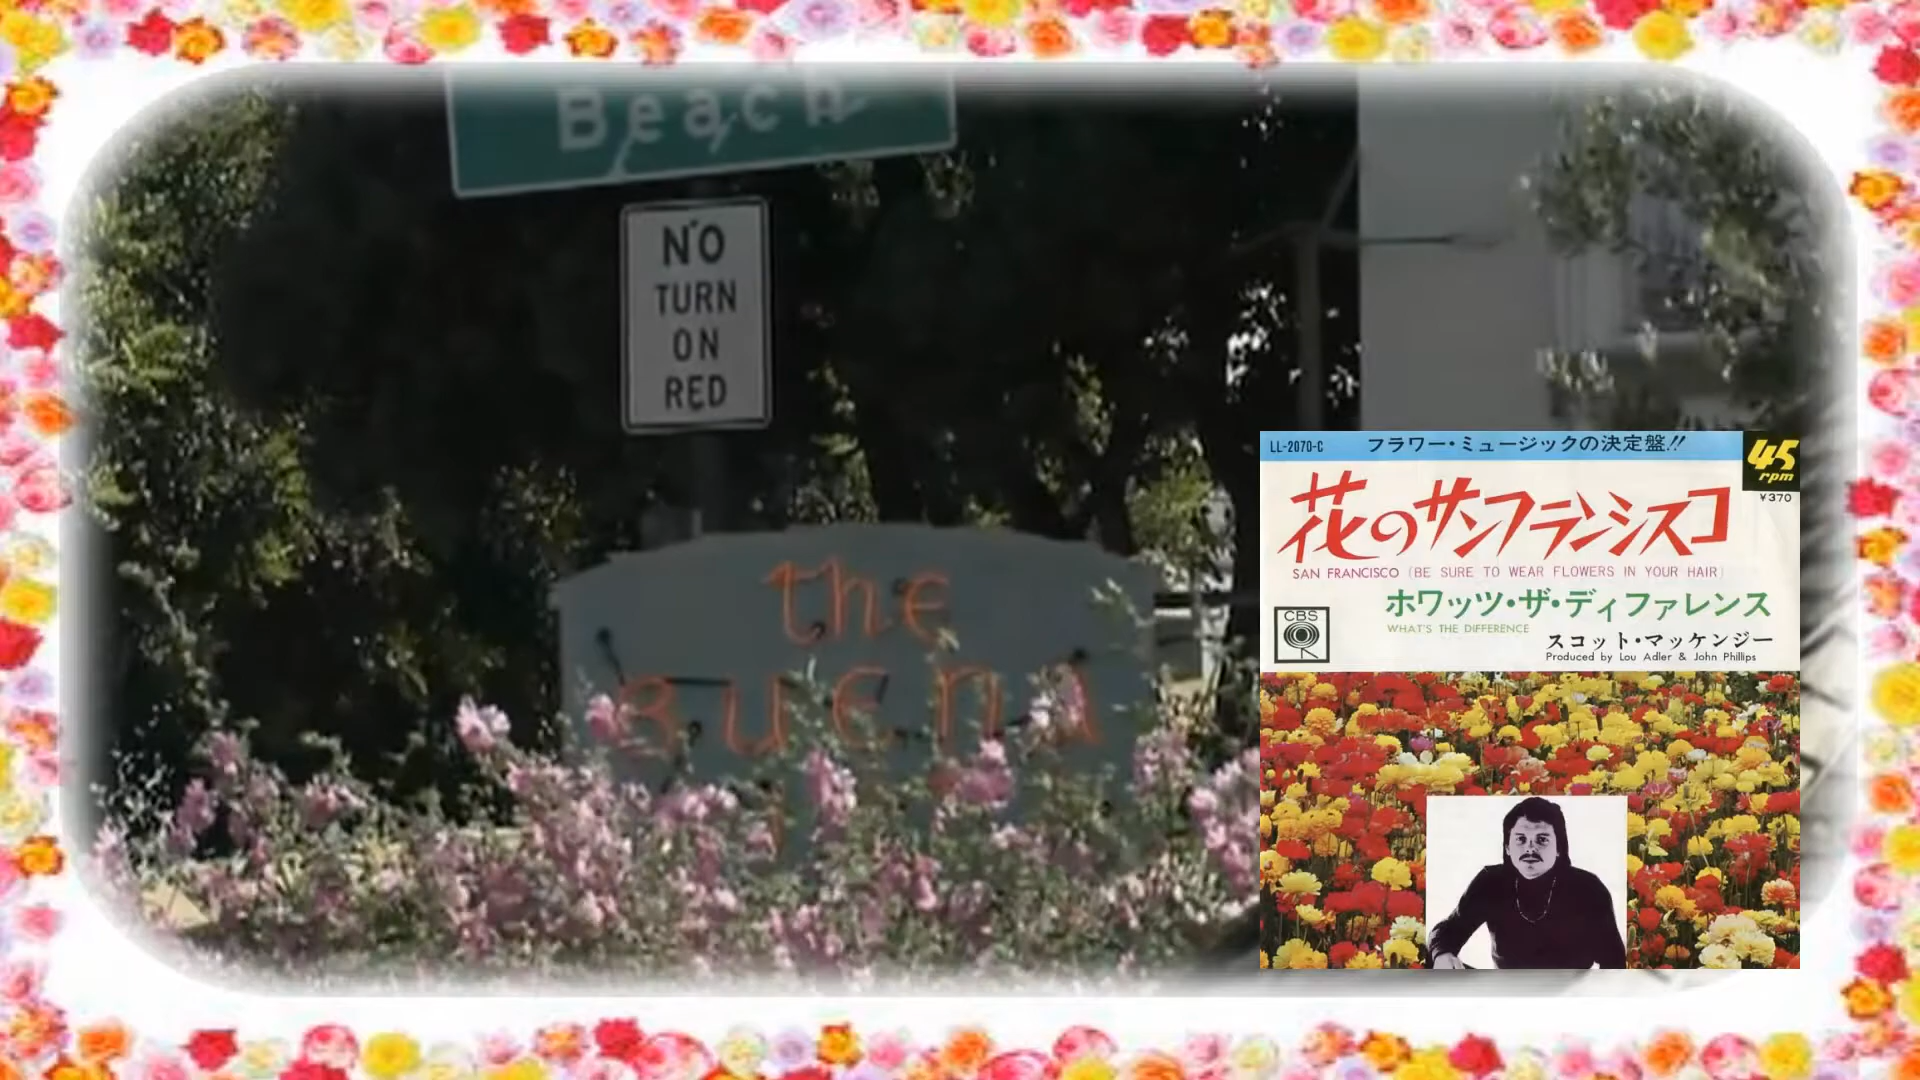 Beach
NO
TURN
ON
RED
the
BUENA
LL-2070-C
フラワー・ミュージックの決定盤!!
45
rpm
¥370
花のサンフランシスコ
SAN FRANCISCO (BE SURE TO WEAR FLOWERS IN YOUR HAIR)
ホワッツ・ザ・ディファレンス
WHAT'S THE DIFFERENCE
CBS
スコット・マッケンジー
Produced by Lou Adler & John Phillips